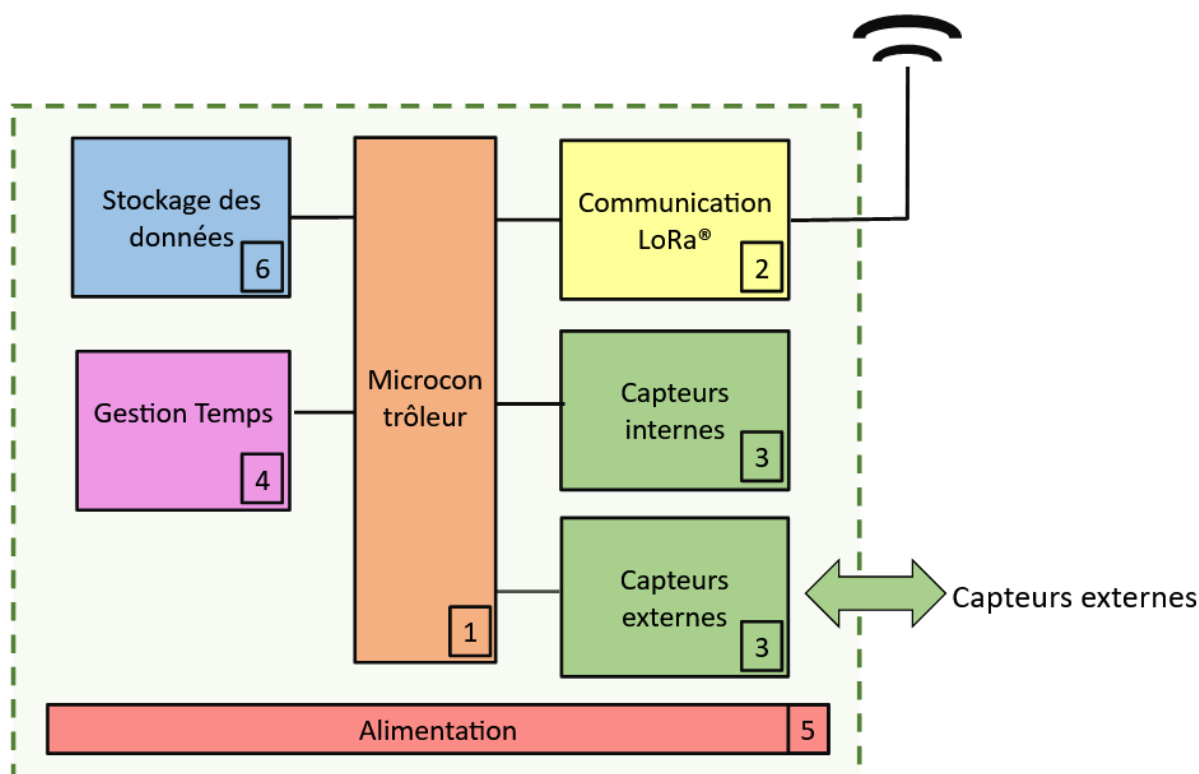 Stockage des
données
6
Communication
LoRa®
2
Gestion Temps
4
Microcon
trôleur
1
Capteurs
internes
3
Capteurs
externes
3
Capteurs externes
Alimentation
5